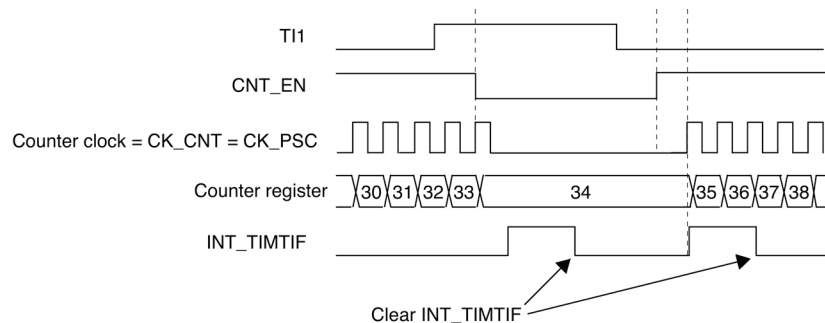 TI1
CNT_EN
Counter clock = CK_CNT = CK_PSC
Counter register 30 31 32 33 34 35 36 37 38
INT_TIMTIF
Clear INT_TIMTIF